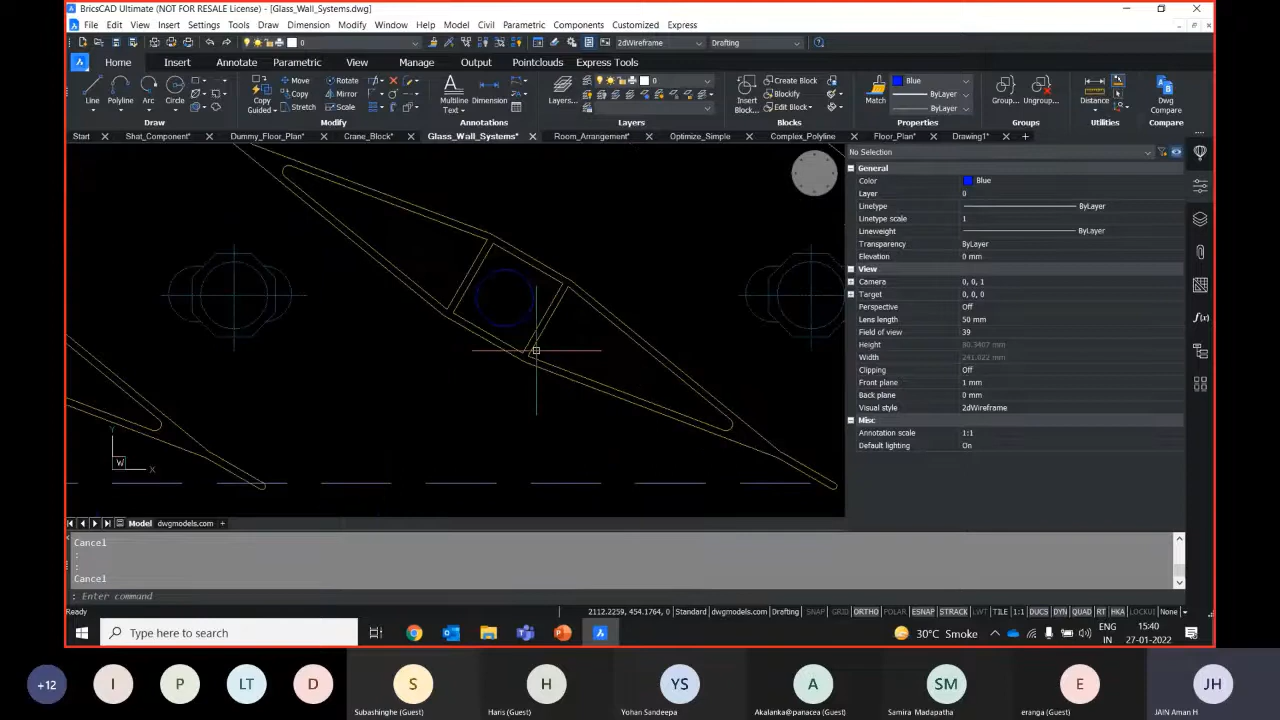 BricsCAD Ultimate (NOT FOR RESALE License) - [Glass_Wall_Systems.dwg]
File Edit View Insert Settings Tools Draw Dimension Modify Window Help Model Civil Parametric Components Customized Express
0 2dWireframe Drafting
Home Insert Annotate Parametric View Manage Output Pointclouds Express Tools
Line Polyline Arc Circle Copy Guided Move Copy Stretch Rotate Mirror Scale Multiline Text Dimension Layers... 0 Insert Block... Create Block Blockify Edit Block Match Blue ByLayer ByLayer Group... Ungroup... Distance Dwg Compare
Draw Modify Annotations Layers Blocks Properties Groups Utilities Compare
Start Shat_Component* Dummy_Floor_Plan* Crane_Block* Glass_Wall_Systems* Room_Arrangement* Optimize_Simple Complex_Polyline Floor_Plan* Drawing1*
No Selection
General
Color Blue
Layer 0
Linetype ByLayer
Linetype scale 1
Lineweight ByLayer
Transparency ByLayer
Elevation 0 mm
View
Camera 0, 0, 1
Target 0, 0, 0
Perspective Off
Lens length 50 mm
Field of view 39
Height 80.3407 mm
Width 241.022 mm
Clipping Off
Front plane 1 mm
Back plane 0 mm
Visual style 2dWireframe
Misc
Annotation scale 1:1
Default lighting On
Y
W X
Model dwgmodels.com
Cancel
:
:
Cancel
: Enter command
Ready 2112.2259, 454.1764, 0 Standard dwgmodels.com Drafting SNAP GRID ORTHO POLAR ESNAP STRACK LWT TILE 1:1 DUCS DYN QUAD RT HKA LOCKUI None
Type here to search 30°C Smoke ENG IN 15:40 27-01-2022
+12 I P LT D S H YS A SM E JH
Subashinghe (Guest) Haris (Guest) Yohan Sandeepa Akalanka@panacea (Guest) Samira Madapatha eranga (Guest) JAIN Aman H